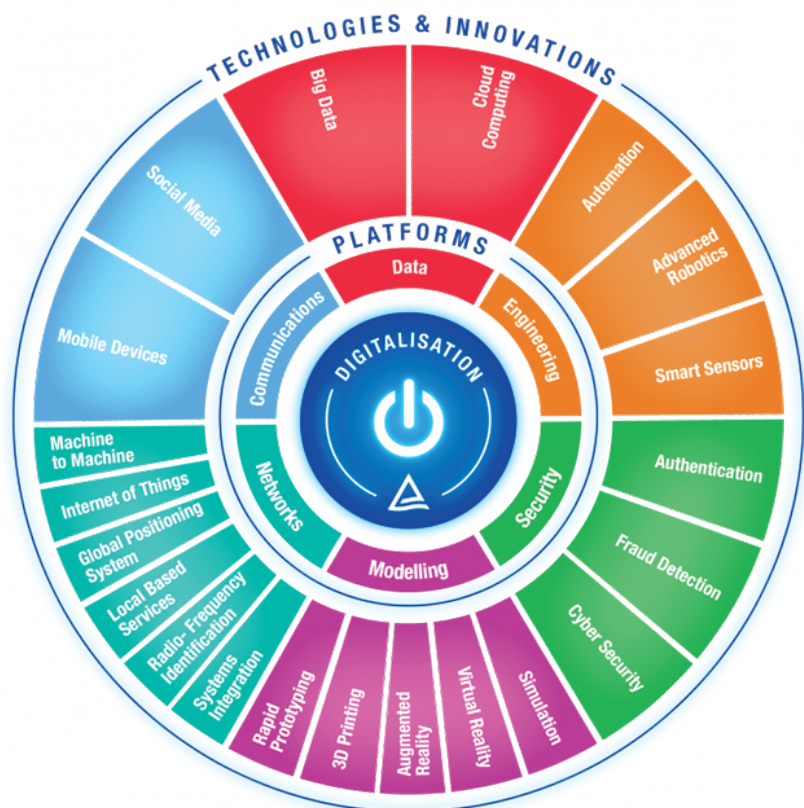 TECHNOLOGIES & INNOVATIONS
Big Data
Cloud
Computing
Automation
Advanced
Robotics
Smart Sensors
Authentication
Fraud Detection
Cyber Security
Simulation
Virtual Reality
Augmented
Reality
3D Printing
Rapid
Prototyping
Systems
Integration
Radio- Frequency
Identification
Local Based
Services
Global Positioning
System
Internet of Things
Machine
to Machine
Mobile Devices
Social Media
PLATFORMS
Data
Engineering
Security
Modelling
Networks
Communications
DIGITALISATION